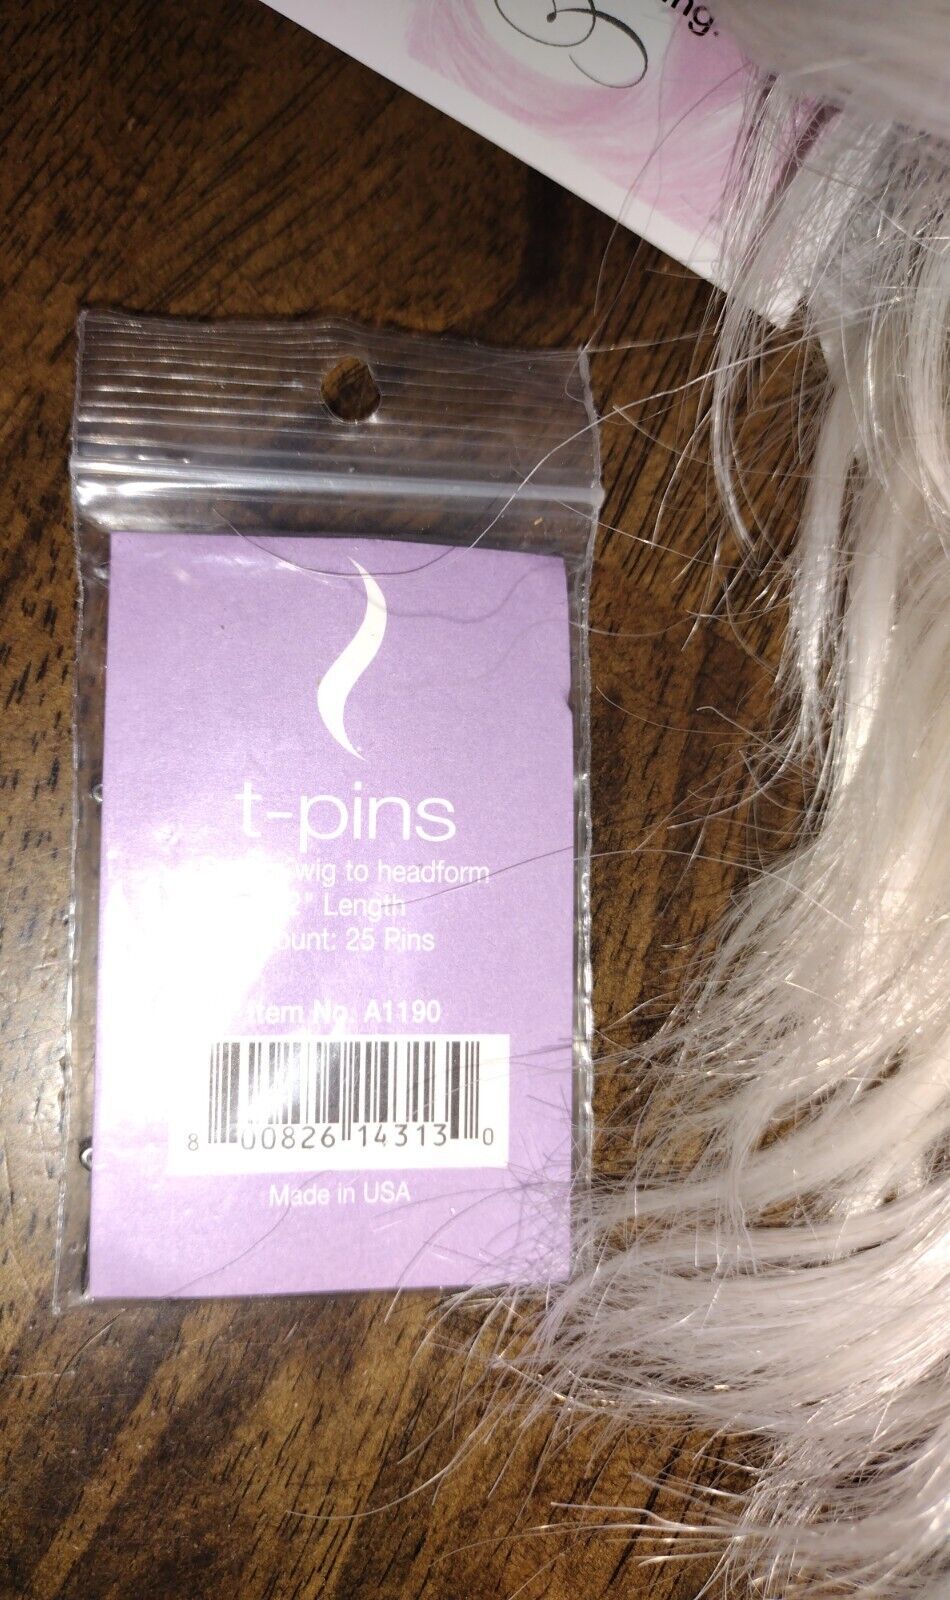 ng.
t-pins
wig to headform
2" Length
ount: 25 Pins
Item No. A1190
8 00826 14313 0
Made in USA